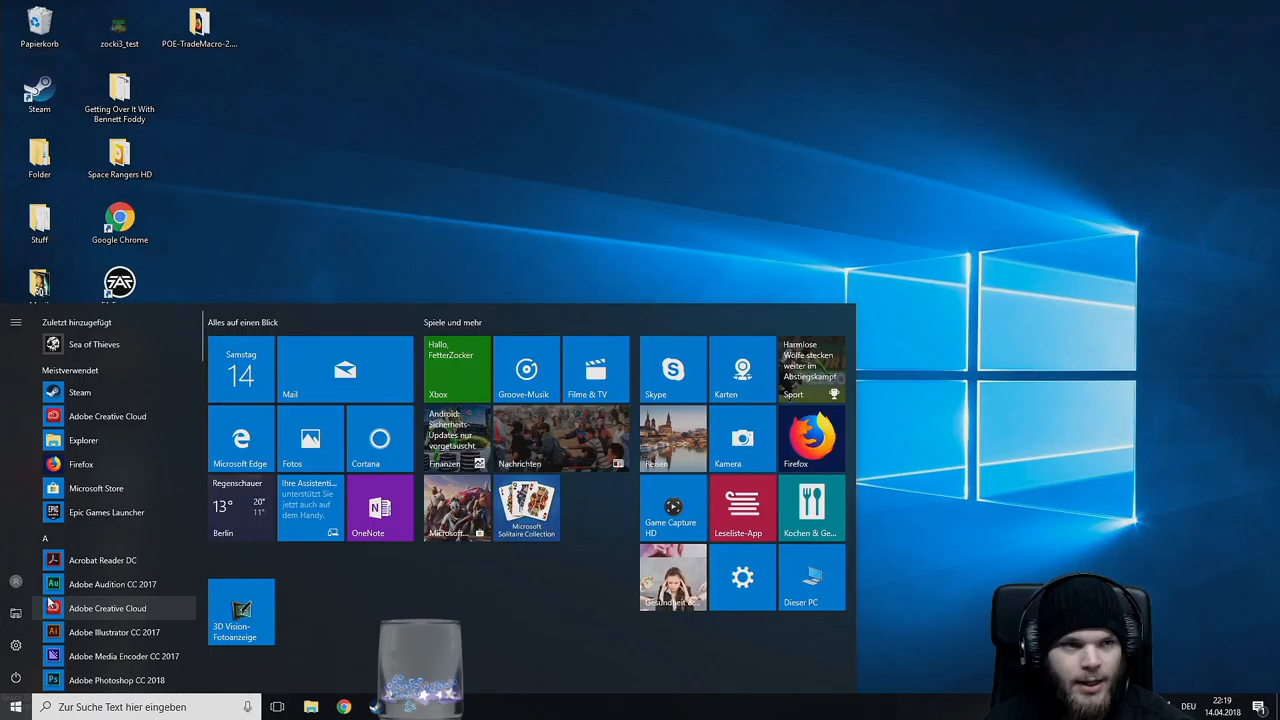 Papierkorb
zocki3_test
POE-TradeMacro-2....
Steam
Getting Over It With
Bennett Foddy
Folder
Space Rangers HD
Stuff
Google Chrome
Zuletzt hinzugefügt
Sea of Thieves
Meistverwendet
Steam
Adobe Creative Cloud
Explorer
Firefox
Microsoft Store
Epic Games Launcher
A
Acrobat Reader DC
Adobe Audition CC 2017
Adobe Creative Cloud
Adobe Illustrator CC 2017
Adobe Media Encoder CC 2017
Adobe Photoshop CC 2018
Alles auf einen Blick
Samstag
14
Mail
Microsoft Edge
Fotos
Cortana
Regenschauer
13°
20°
11°
Berlin
Ihre Assistenti...
unterstützt Sie
jetzt auch auf
dem Handy.
OneNote
3D Vision-
Fotoanzeige
Spiele und mehr
Hallo,
FetterZocker
Xbox
Groove-Musik
Filme & TV
Android:
Sicherheits-
Updates nur
vorgetäuscht
Finanzen
Nachrichten
Microsoft...
Microsoft
Solitaire Collection
Skype
Karten
Harmlose
Wölfe stecken
weiter im
Abstiegskampf
Sport
Reisen
Kamera
Firefox
Game Capture
HD
Leseliste-App
Kochen & Ge...
Dieser PC
Zur Suche Text hier eingeben
DEU
22:19
14.04.2018